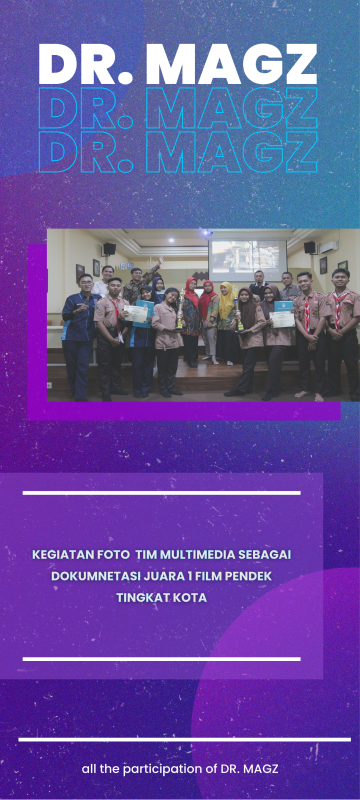 DR. MAGZ
DR. MAGZ
DR. MAGZ
KEGIATAN FOTO TIM MULTIMEDIA SEBAGAI
DOKUMNETASI JUARA 1 FILM PENDEK
TINGKAT KOTA
all the participation of DR. MAGZ